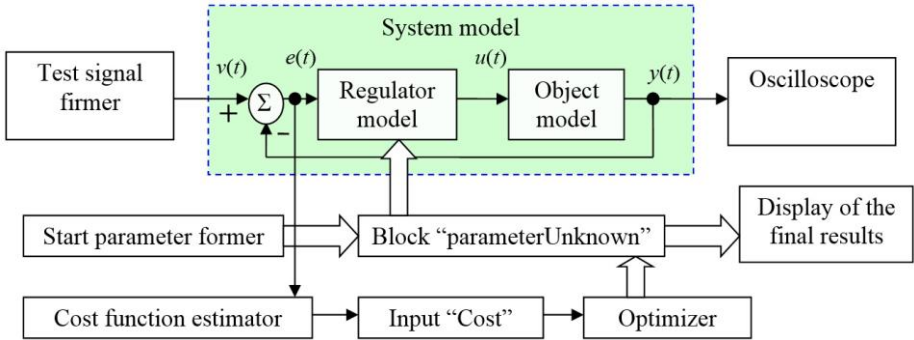 System model
Test signal
firmer
v(t)
e(t)
u(t)
y(t)
+
Σ
−
Regulator
model
Object
model
Oscilloscope
Start parameter former
Block “parameterUnknown”
Display of the
final results
Cost function estimator
Input “Cost”
Optimizer